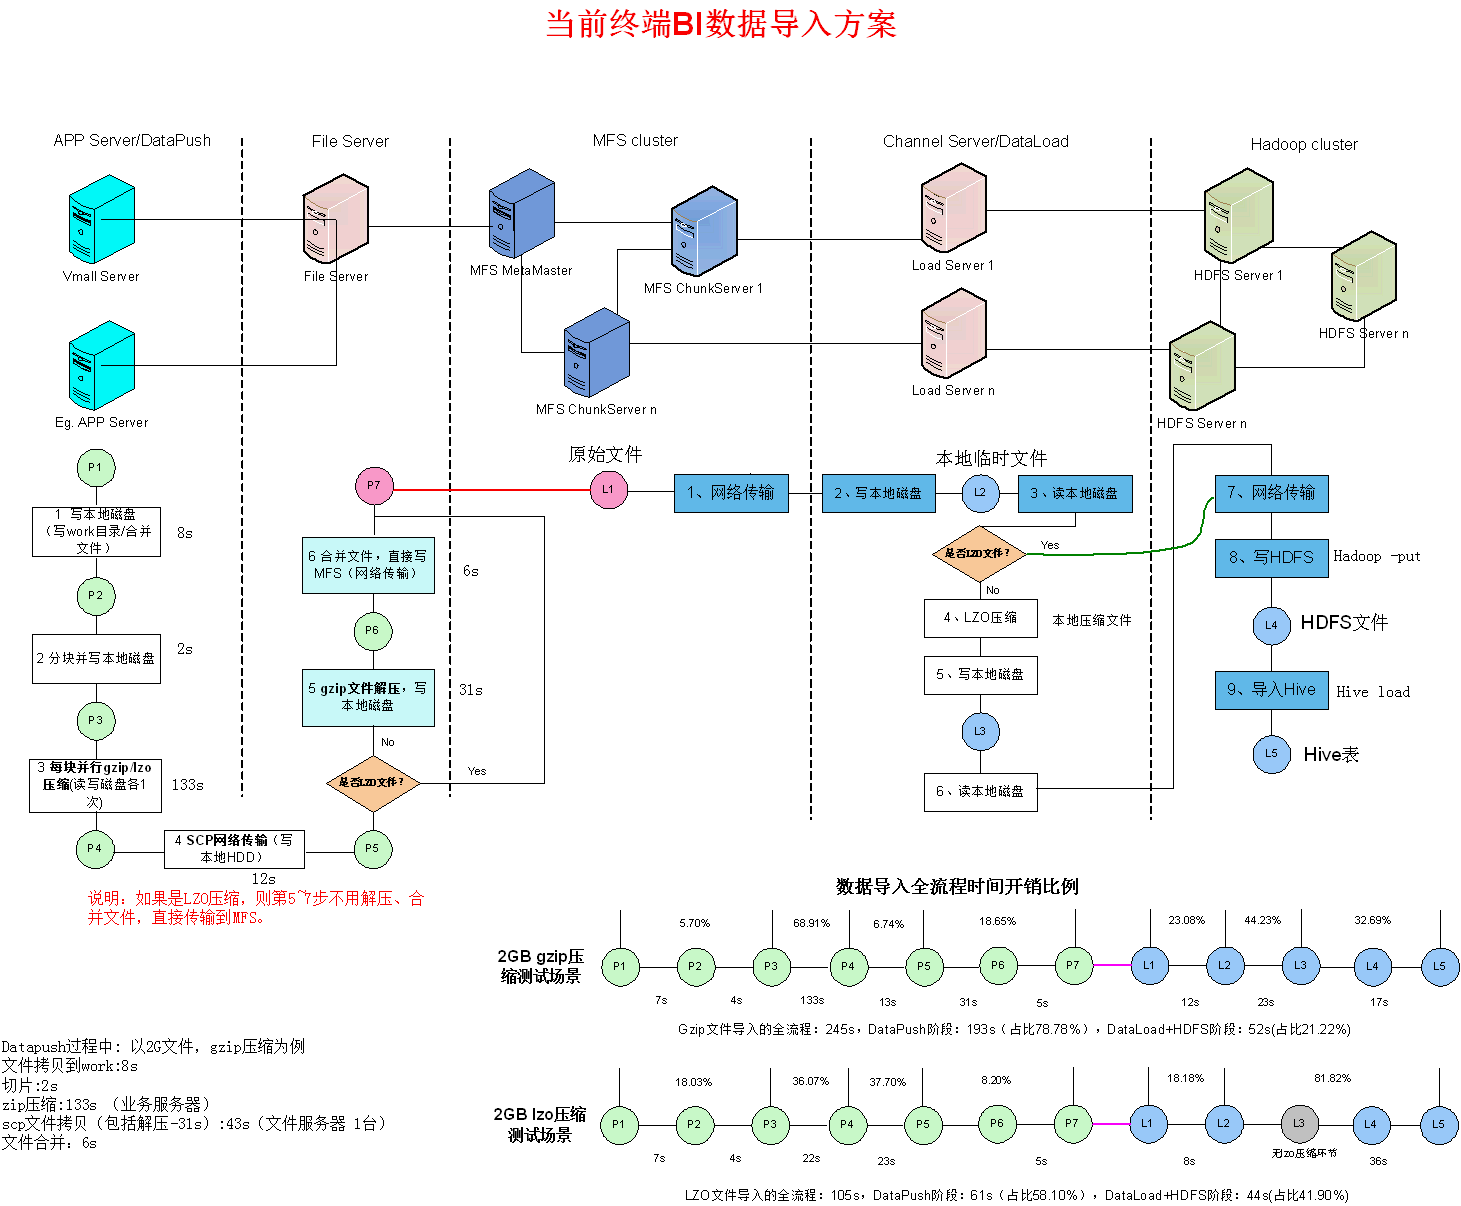 当前终端BI数据导入方案
APP Server/DataPush
File Server
MFS cluster
Channel Server/DataLoad
Hadoop cluster
Vmall Server
File Server
MFS MetaMaster
MFS ChunkServer 1
Load Server 1
HDFS Server 1
HDFS Server n
Eg. APP Server
MFS ChunkServer n
Load Server n
HDFS Server n
P1
1 写本地磁盘
（写work目录/合并
文件）
8s
P2
2 分块并写本地磁盘
2s
P3
3 每块并行gzip/lzo
压缩(读写磁盘各1
次)
133s
P4
4 SCP网络传输（写
本地HDD）
12s
P5
是否LZO文件？
Yes
No
5 gzip文件解压，写
本地磁盘
31s
P6
6 合并文件，直接写
MFS（网络传输）
6s
P7
说明：如果是LZO压缩，则第5~7步不用解压、合
并文件，直接传输到MFS。
原始文件
L1
1、网络传输
2、写本地磁盘
本地临时文件
L2
3、读本地磁盘
是否LZO文件？
Yes
No
4、LZO压缩
本地压缩文件
5、写本地磁盘
L3
6、读本地磁盘
7、网络传输
8、写HDFS
Hadoop -put
L4
HDFS文件
9、导入Hive
Hive load
L5
Hive表
数据导入全流程时间开销比例
2GB gzip压
缩测试场景
5.70%
68.91%
6.74%
18.65%
23.08%
44.23%
32.69%
P1
P2
P3
P4
P5
P6
P7
L1
L2
L3
L4
L5
7s
4s
133s
13s
31s
5s
12s
23s
17s
Gzip文件导入的全流程：245s，DataPush阶段：193s（占比78.78%），DataLoad+HDFS阶段：52s(占比21.22%)
2GB lzo压缩
测试场景
18.03%
36.07%
37.70%
8.20%
18.18%
81.82%
P1
P2
P3
P4
P5
P6
P7
L1
L2
L3
L4
L5
7s
4s
22s
23s
5s
8s
无lzo压缩环节
36s
LZO文件导入的全流程：105s，DataPush阶段：61s（占比58.10%），DataLoad+HDFS阶段：44s(占比41.90%)
Datapush过程中：以2G文件，gzip压缩为例
文件拷贝到work:8s
切片:2s
zip压缩:133s （业务服务器）
scp文件拷贝（包括解压-31s）:43s（文件服务器 1台）
文件合并：6s